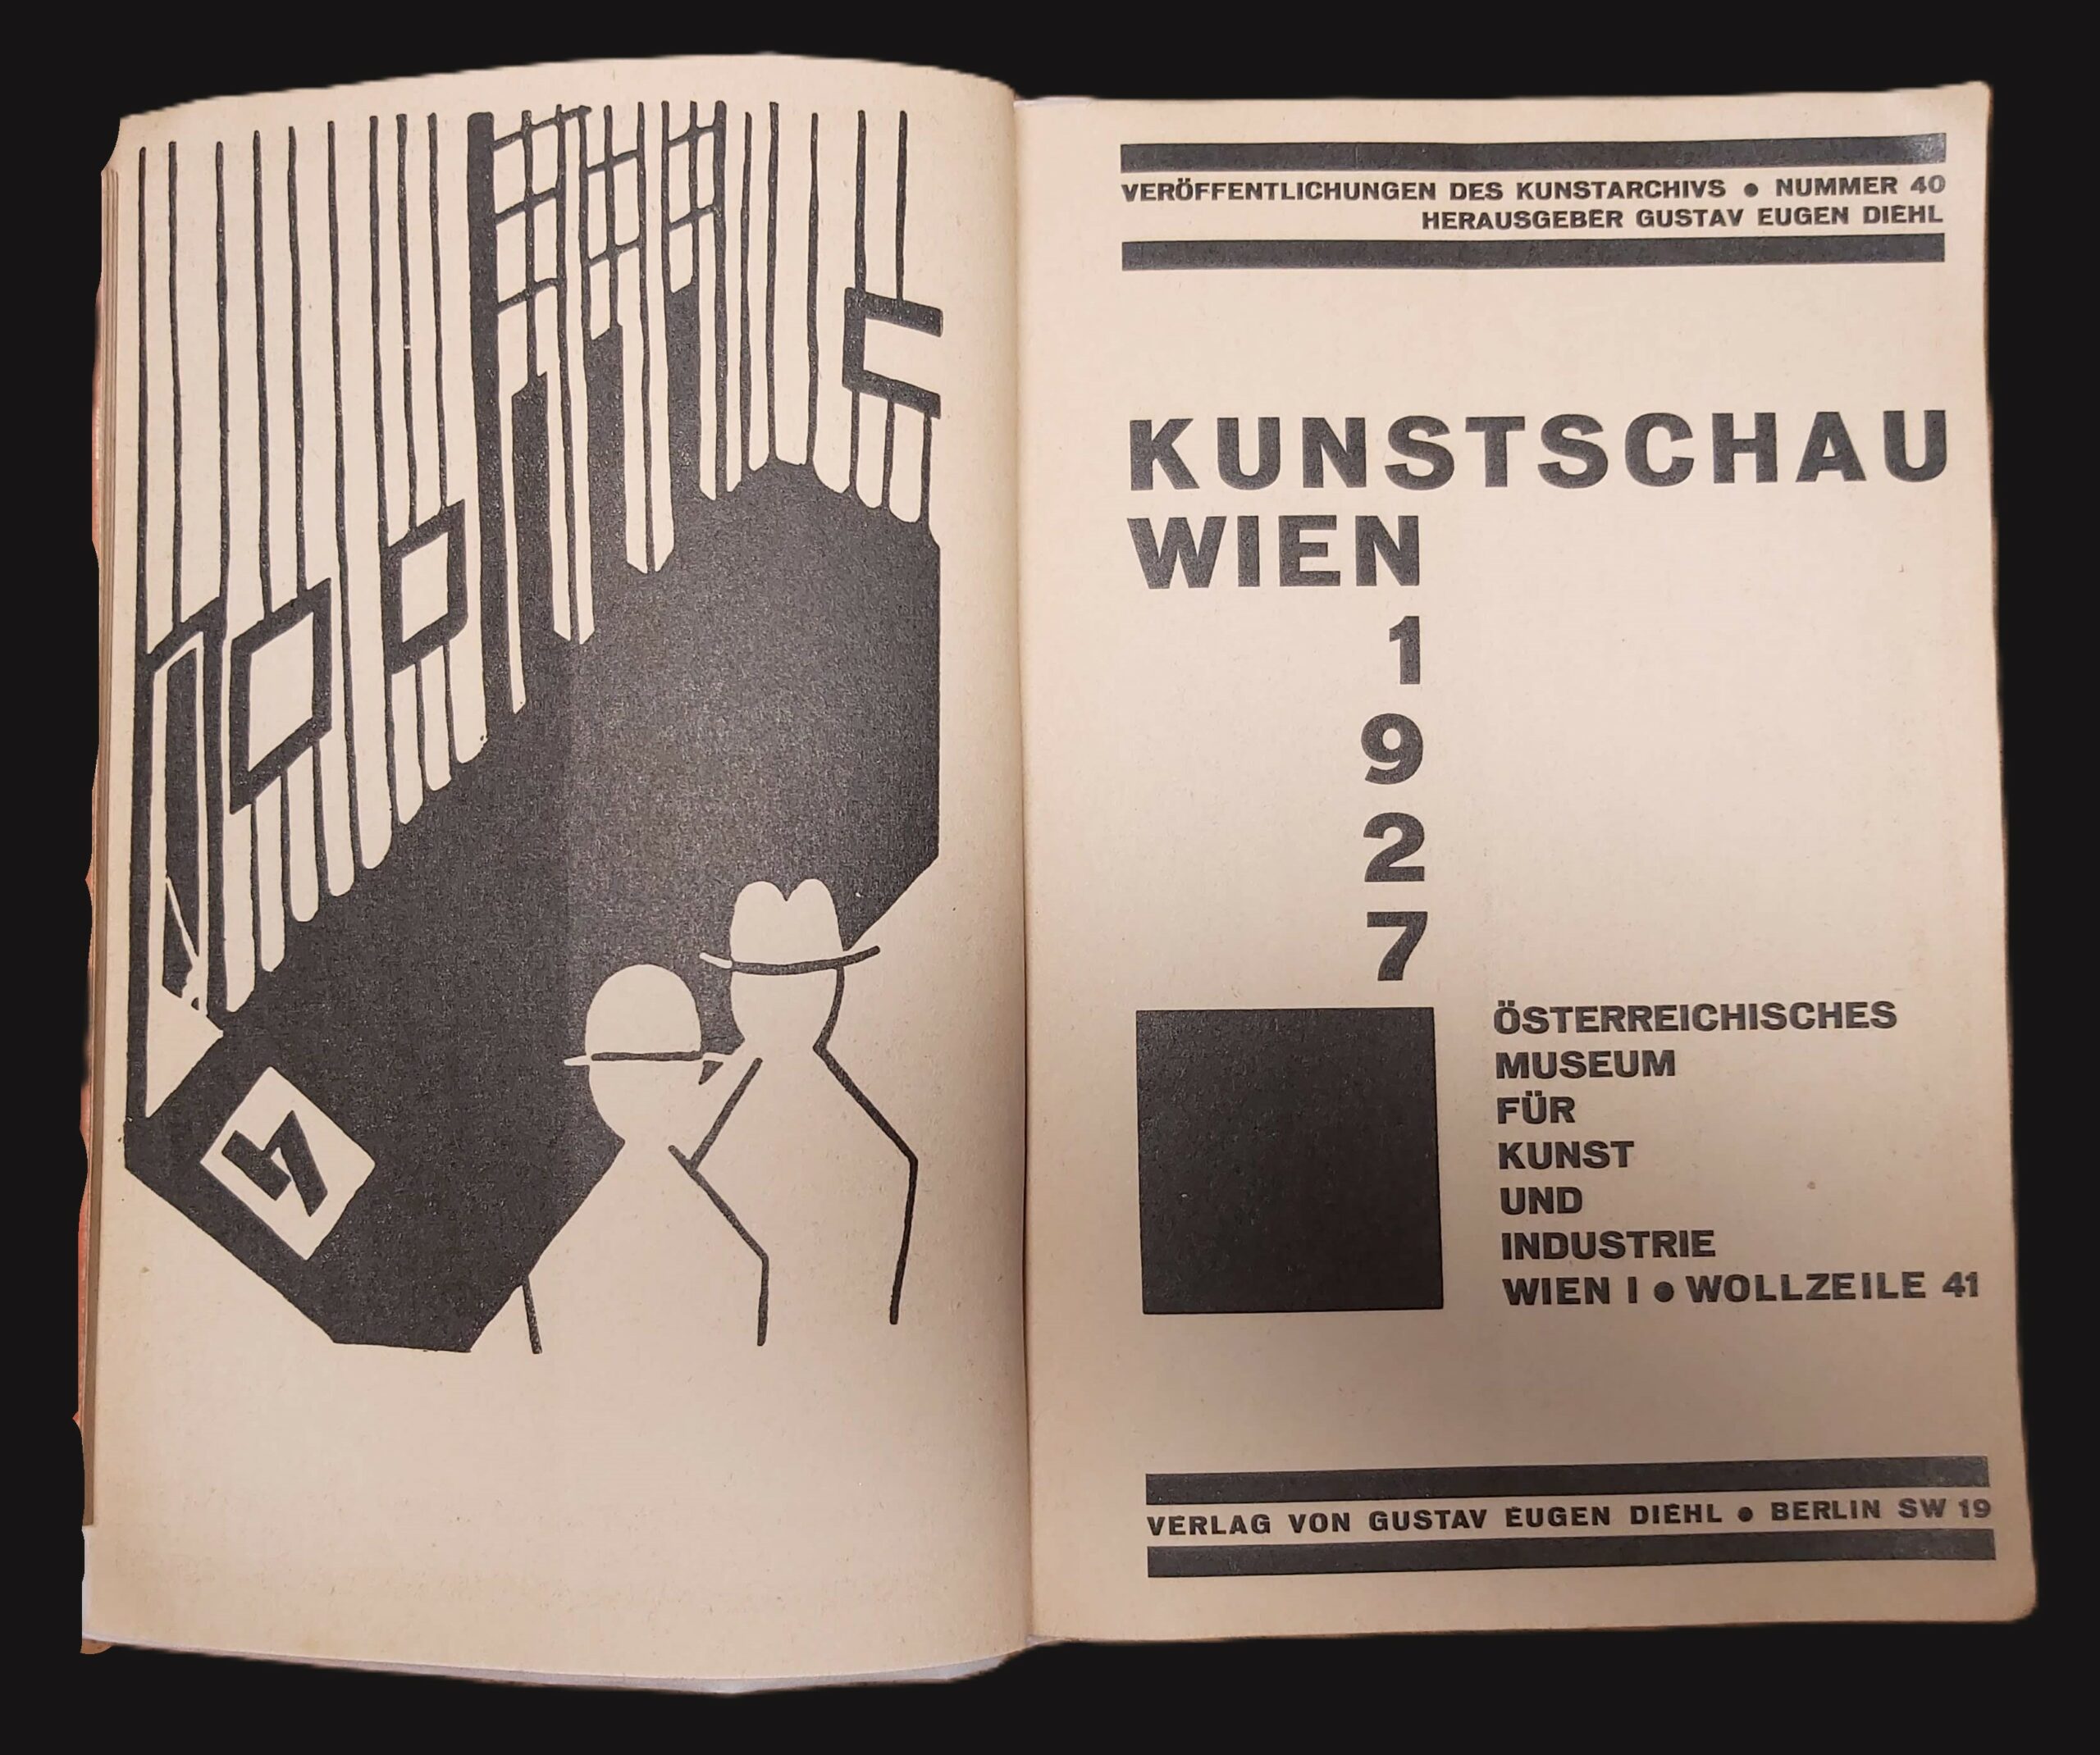 VERÖFFENTLICHUNGEN DES KUNSTARCHIVS ● NUMMER 40
HERAUSGEBER GUSTAV EUGEN DIEHL
KUNSTSCHAU
WIEN
1
9
2
7
ÖSTERREICHISCHES
MUSEUM
FÜR
KUNST
UND
INDUSTRIE
WIEN I ● WOLLZEILE 41
VERLAG VON GUSTAV EUGEN DIEHL ● BERLIN SW 19